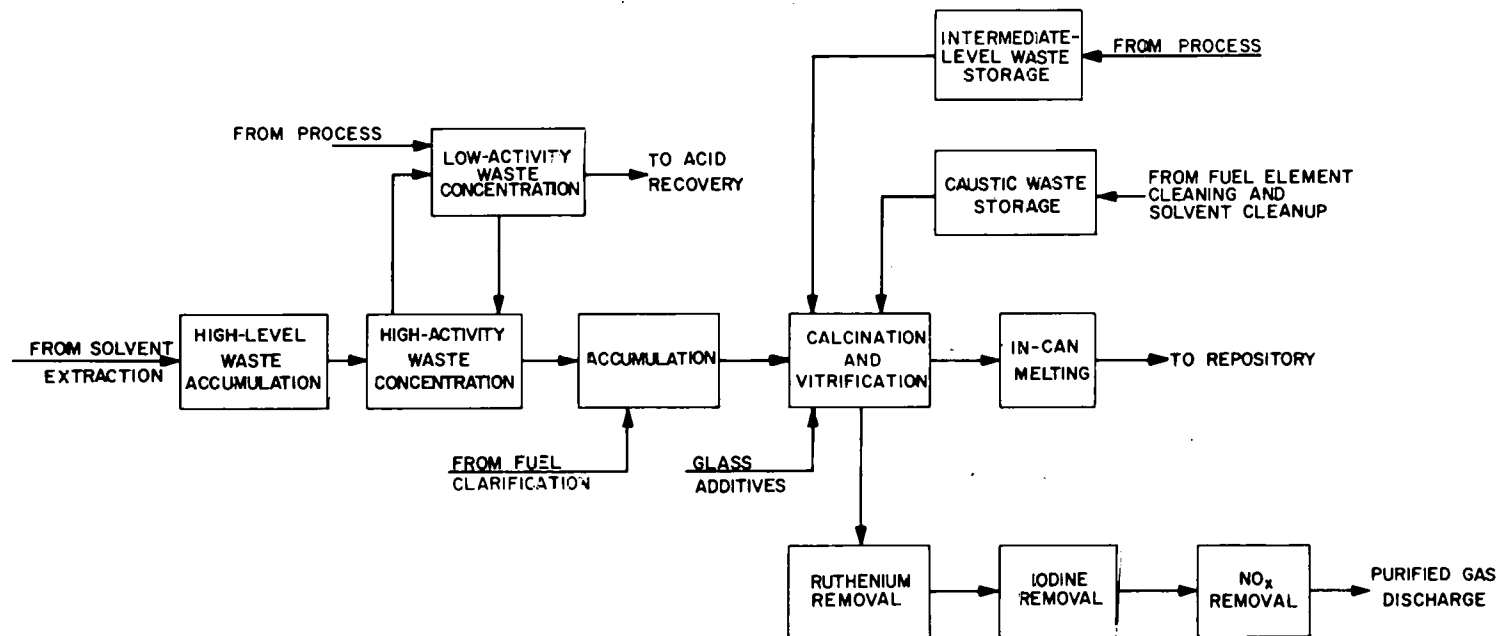 INTERMEDIATE-
LEVEL WASTE
STORAGE
FROM PROCESS
FROM PROCESS
LOW-ACTIVITY
WASTE
CONCENTRATION
TO ACID
RECOVERY
CAUSTIC WASTE
STORAGE
FROM FUEL ELEMENT
CLEANING AND
SOLVENT CLEANUP
FROM SOLVENT
EXTRACTION
HIGH-LEVEL
WASTE
ACCUMULATION
HIGH-ACTIVITY
WASTE
CONCENTRATION
ACCUMULATION
CALCINATION
AND
VITRIFICATION
IN-CAN
MELTING
TO REPOSITORY
FROM FUEL
CLARIFICATION
GLASS
ADDITIVES
RUTHENIUM
REMOVAL
IODINE
REMOVAL
NOx
REMOVAL
PURIFIED GAS
DISCHARGE